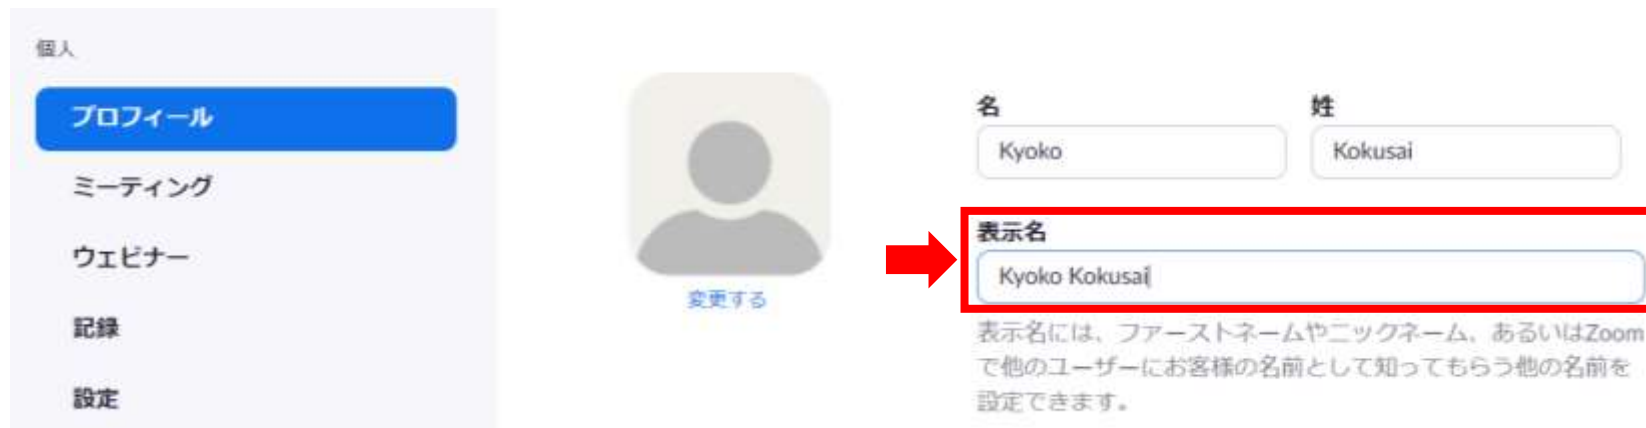 個人
プロフィール
ミーティング
ウェビナー
記録
設定
変更する
名
姓
Kyoko
Kokusai
表示名
Kyoko Kokusai
表示名には、ファーストネームやニックネーム、あるいはZoom
で他のユーザーにお客様の名前として知ってもらう他の名前を
設定できます。